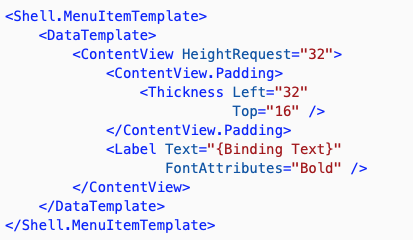 <Shell.MenuItemTemplate>
    <DataTemplate>
        <ContentView HeightRequest="32">
            <ContentView.Padding>
                <Thickness Left="32"
                           Top="16" />
            </ContentView.Padding>
            <Label Text="{Binding Text}"
                   FontAttributes="Bold" />
        </ContentView>
    </DataTemplate>
</Shell.MenuItemTemplate>